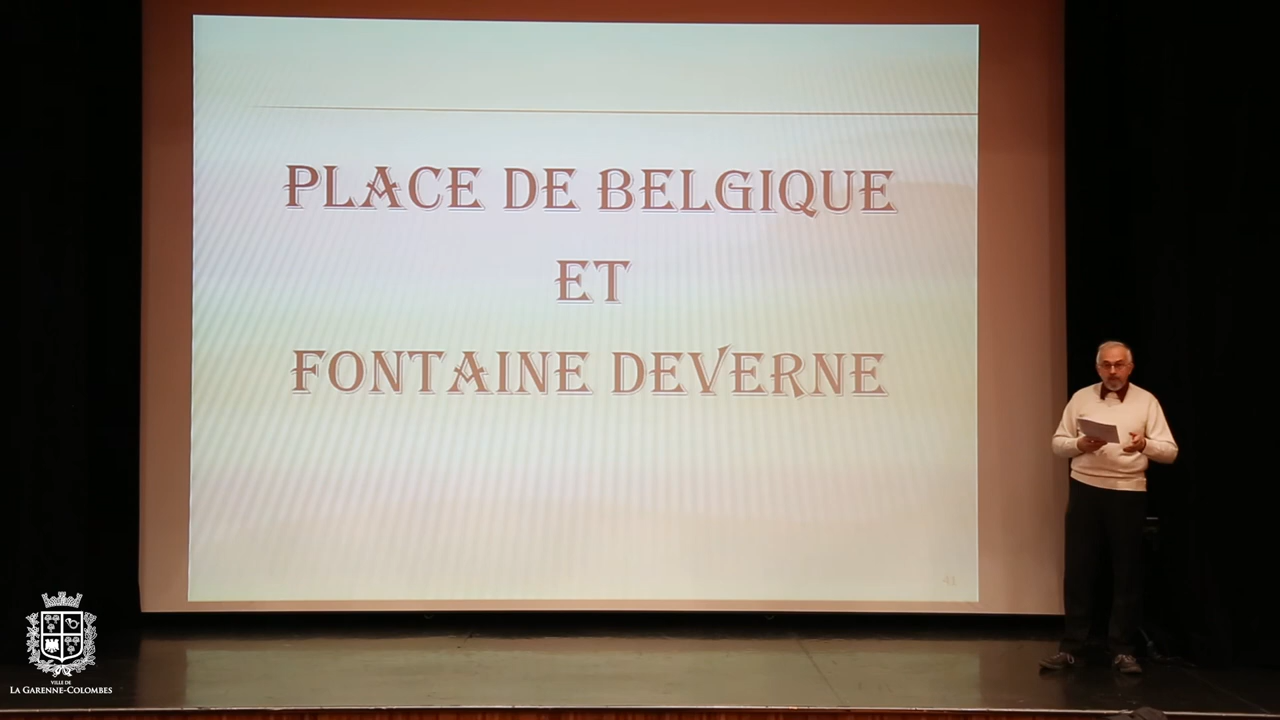 PLACE DE BELGIQUE
ET
FONTAINE DEVERNE
41
VILLE DE
LA GARENNE-COLOMBES